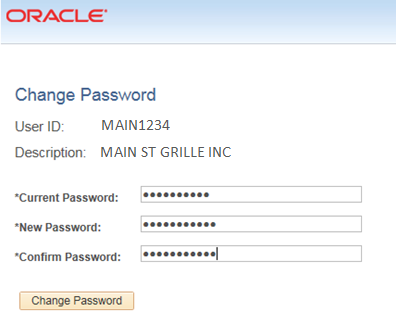 ORACLE®
Change Password
User ID: MAIN1234
Description: MAIN ST GRILLE INC
*Current Password: ••••••••••
*New Password: •••••••••••
*Confirm Password: •••••••••••
Change Password